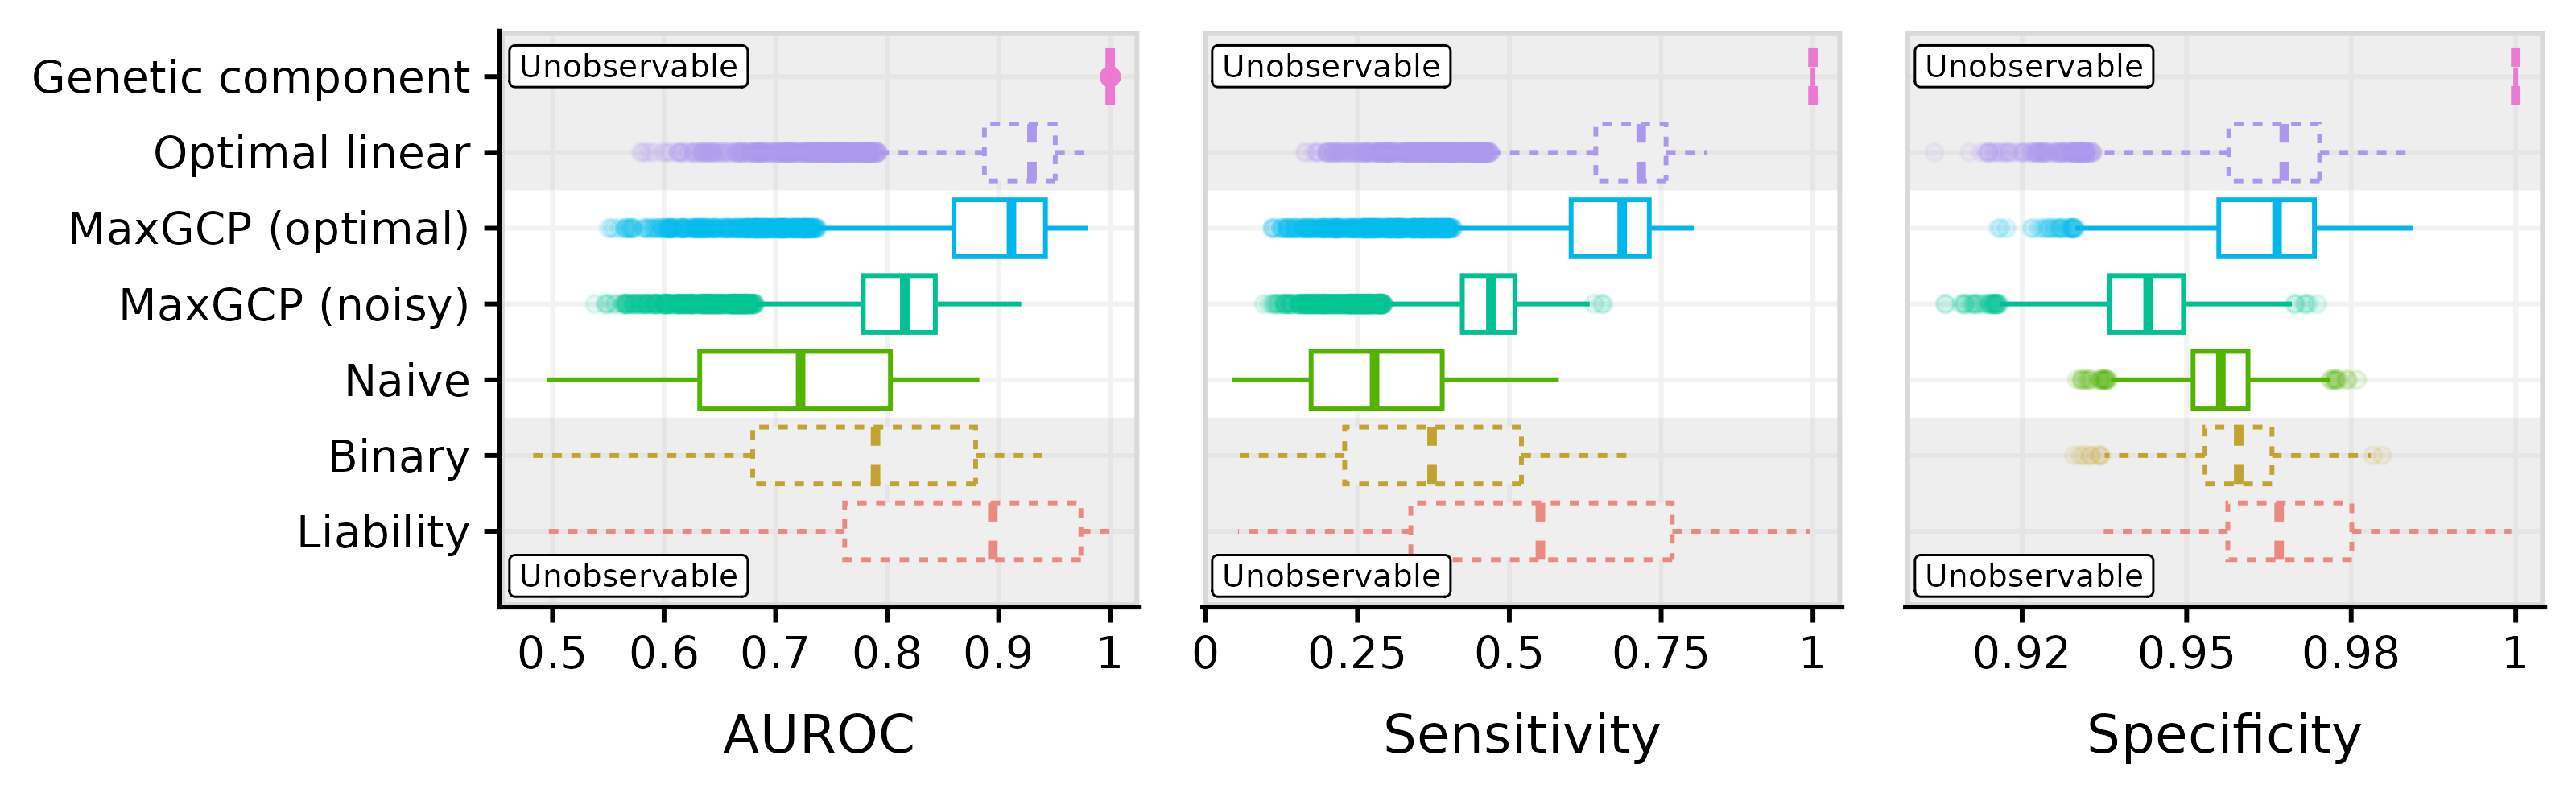 Genetic component
Optimal linear
MaxGCP (optimal)
MaxGCP (noisy)
Naive
Binary
Liability
Unobservable
Unobservable
0.5 0.6 0.7 0.8 0.9 1
AUROC
Unobservable
Unobservable
0 0.25 0.5 0.75 1
Sensitivity
Unobservable
Unobservable
0.92 0.95 0.98 1
Specificity